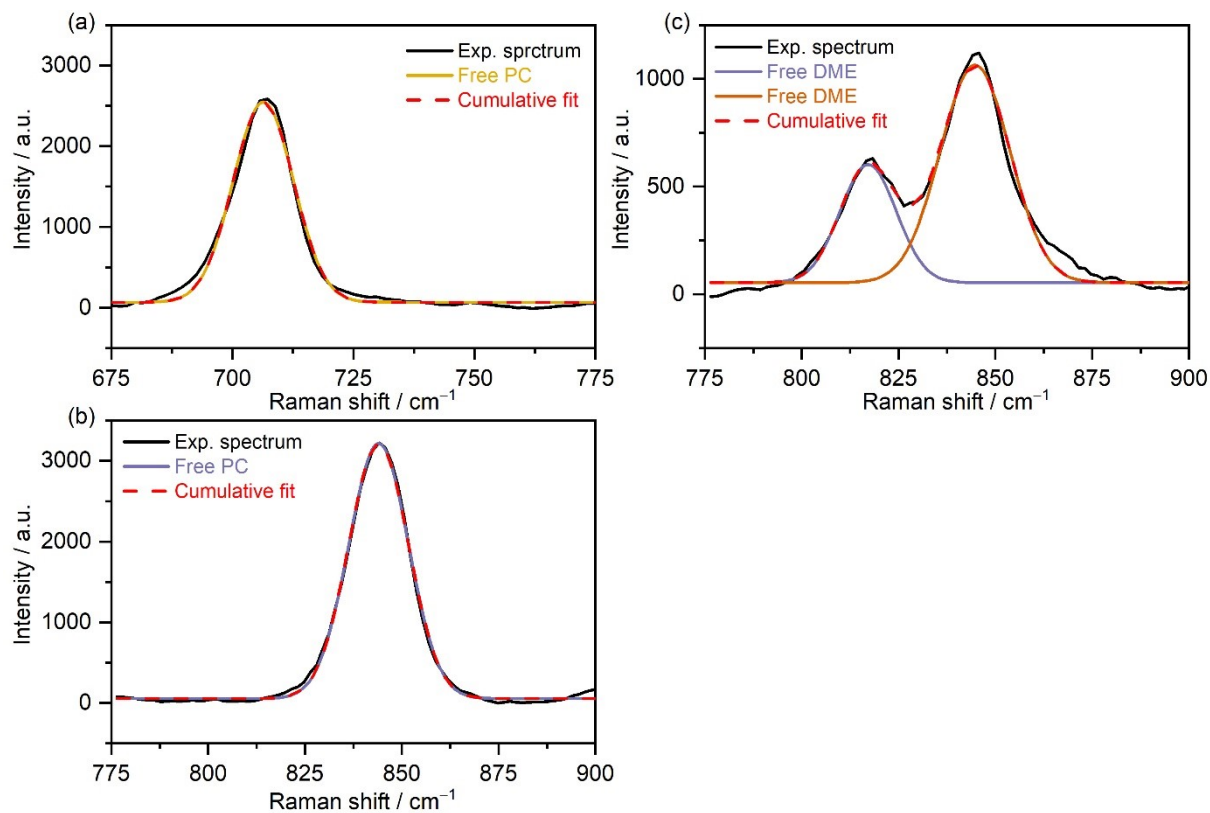 (a)
Exp. sprctrum
Free PC
Cumulative fit
3000
2000
1000
0
Intensity / a.u.
675
700
725
750
775
Raman shift / cm⁻¹
(c)
Exp. spectrum
Free DME
Free DME
Cumulative fit
1000
500
0
Intensity / a.u.
775
800
825
850
875
900
Raman shift / cm⁻¹
(b)
Exp. spectrum
Free PC
Cumulative fit
3000
2000
1000
0
Intensity / a.u.
775
800
825
850
875
900
Raman shift / cm⁻¹